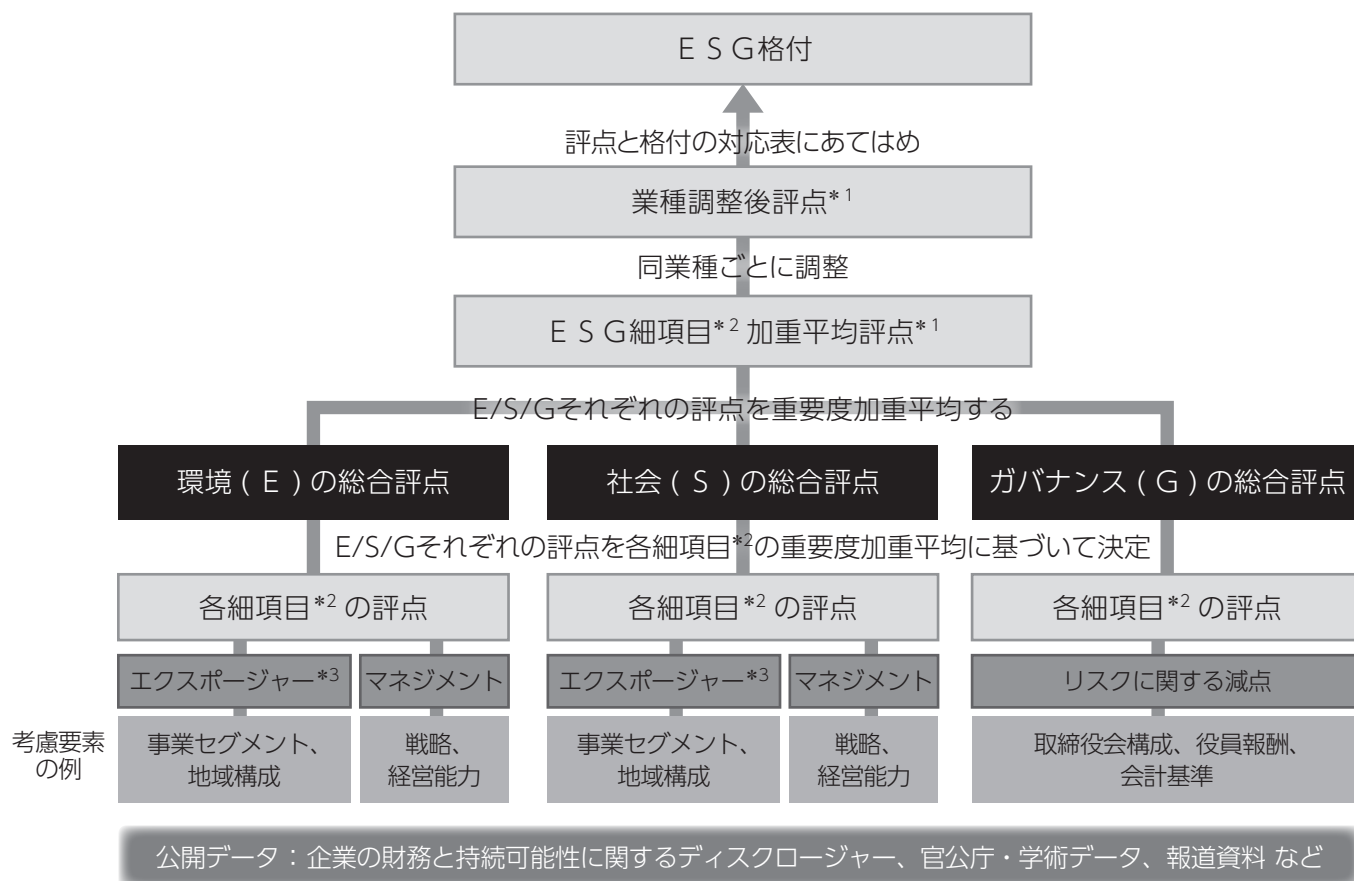 ＥＳＧ格付
評点と格付の対応表にあてはめ
業種調整後評点*1
同業種ごとに調整
ＥＳＧ細項目*2 加重平均評点*1
E/S/Gそれぞれの評点を重要度加重平均する
環境 ( E ) の総合評点
社会 ( S ) の総合評点
ガバナンス ( G ) の総合評点
E/S/Gそれぞれの評点を各細項目*2の重要度加重平均に基づいて決定
各細項目*2 の評点
各細項目*2 の評点
各細項目*2 の評点
エクスポージャー*3
マネジメント
エクスポージャー*3
マネジメント
リスクに関する減点
考慮要素
の例
事業セグメント、
地域構成
戦略、
経営能力
事業セグメント、
地域構成
戦略、
経営能力
取締役会構成、役員報酬、
会計基準
公開データ：企業の財務と持続可能性に関するディスクロージャー、官公庁・学術データ、報道資料 など